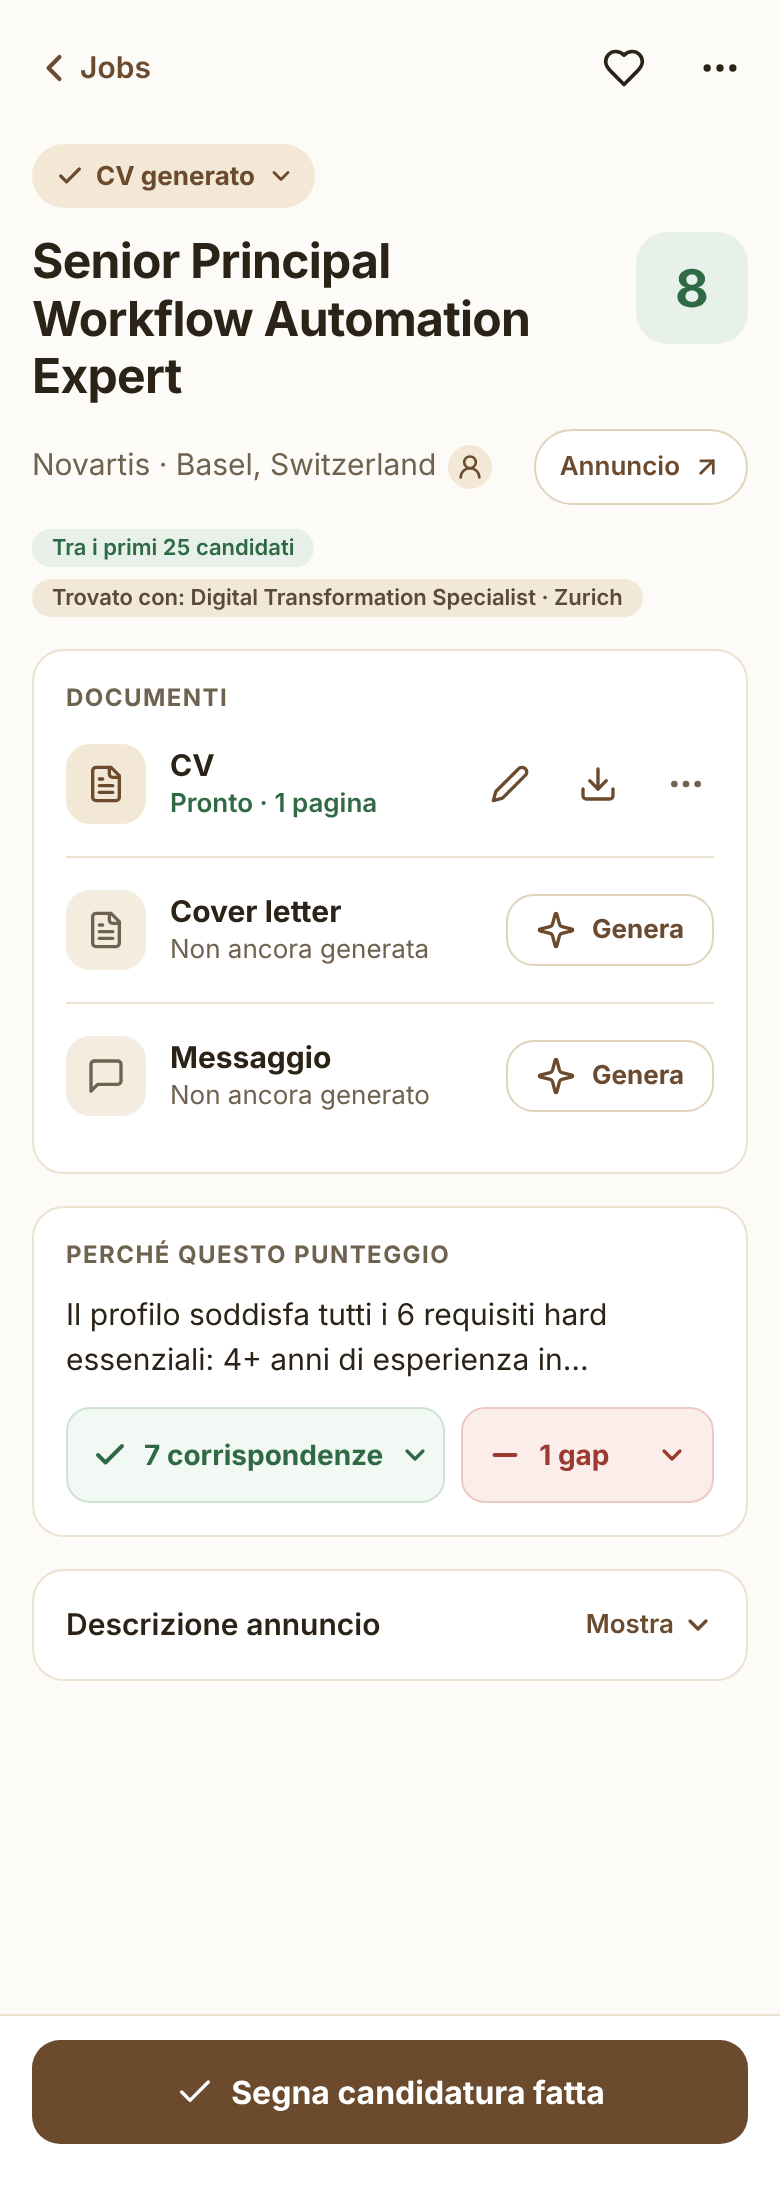 Jobs
CV generato
Senior Principal
Workflow Automation
Expert
8
Novartis · Basel, Switzerland
Annuncio
Tra i primi 25 candidati
Trovato con: Digital Transformation Specialist · Zurich
DOCUMENTI
CV
Pronto · 1 pagina
Cover letter
Non ancora generata
Genera
Messaggio
Non ancora generato
Genera
PERCHÉ QUESTO PUNTEGGIO
Il profilo soddisfa tutti i 6 requisiti hard
essenziali: 4+ anni di esperienza in...
7 corrispondenze
1 gap
Descrizione annuncio
Mostra
Segna candidatura fatta